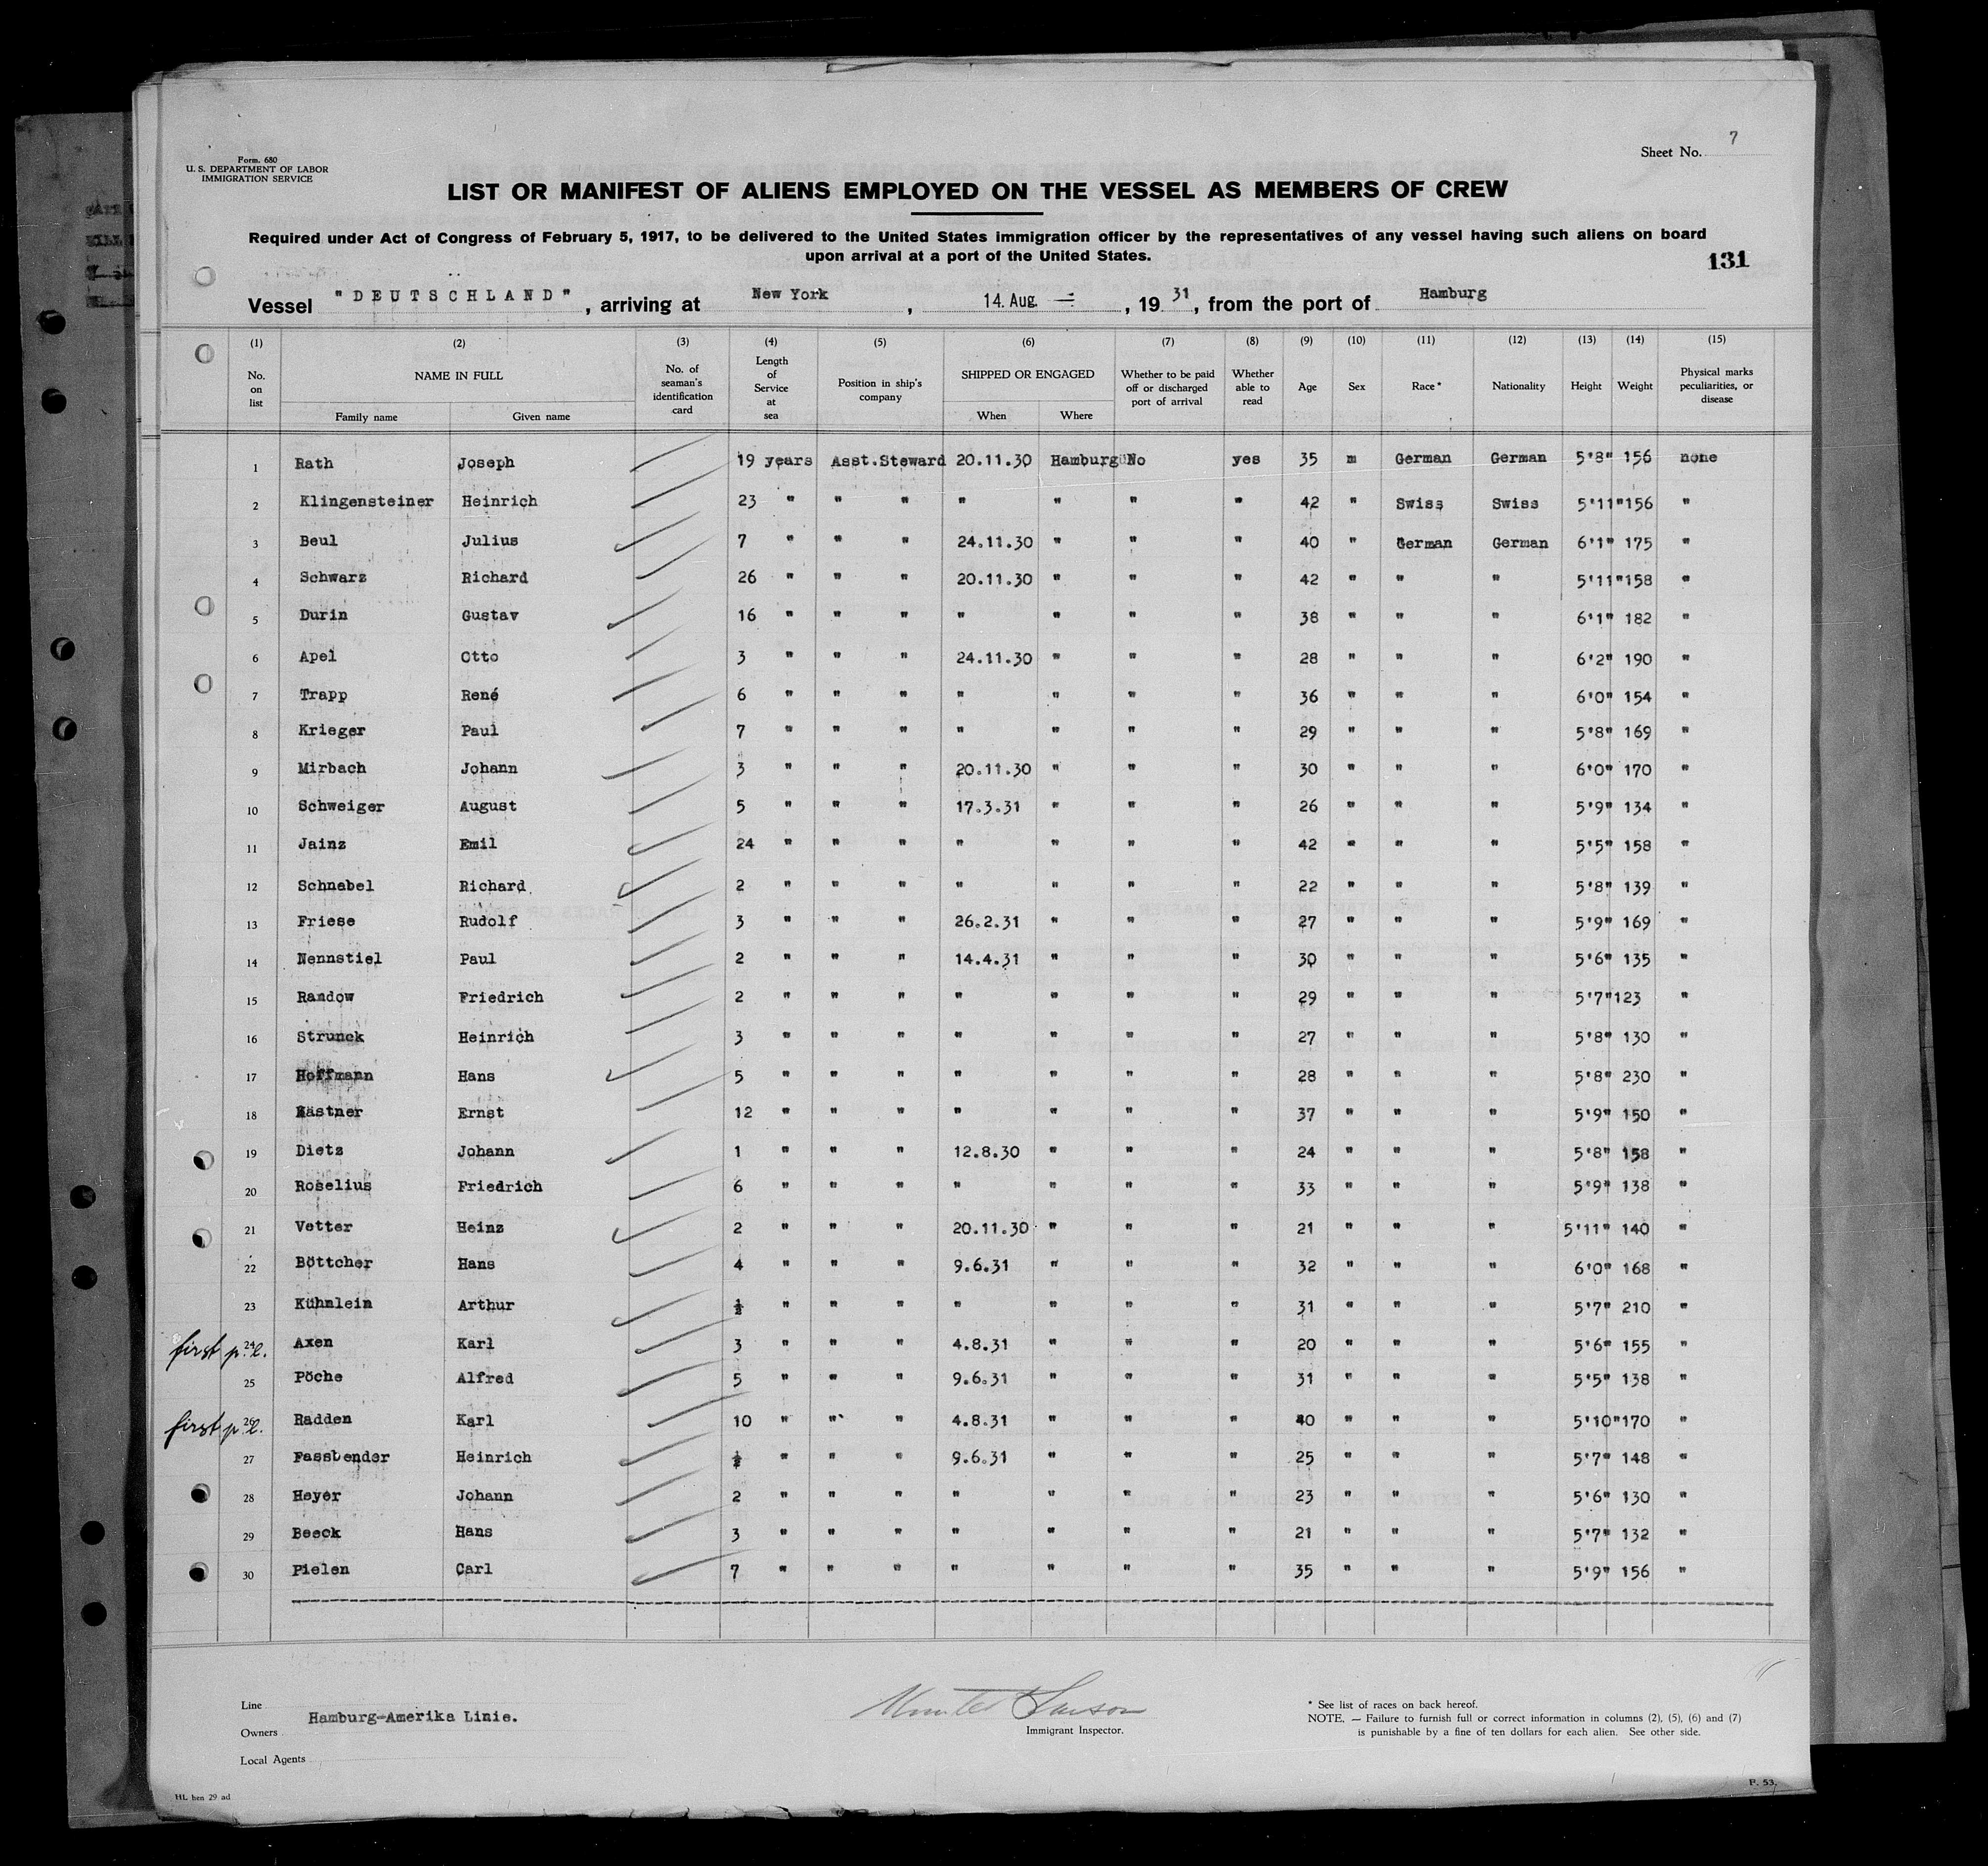 Sheet No. 7
Form. 680
U. S. DEPARTMENT OF LABOR
IMMIGRATION SERVICE
LIST OR MANIFEST OF ALIENS EMPLOYED ON THE VESSEL AS MEMBERS OF CREW
Required under Act of Congress of February 5, 1917, to be delivered to the United States immigration officer by the representatives of any vessel having such aliens on board
upon arrival at a port of the United States.
131
Vessel "DEUTSCHLAND", arriving at New York, 14. Aug. —, 19 31, from the port of Hamburg
(1) (2) (3) (4) (5) (6) (7) (8) (9) (10) (11) (12) (13) (14) (15)
No. on list NAME IN FULL Family name Given name No. of seaman's identification card Length of Service at sea Position in ship's company SHIPPED OR ENGAGED When Where Whether to be paid off or discharged port of arrival Whether able to read Age Sex Race* Nationality Height Weight Physical marks peculiarities, or disease
1 Rath Joseph 19 years Asst.Steward 20.11.30 Hamburg No yes 35 m German German 5'8" 156 none
2 Klingensteiner Heinrich 23 " " " " " " " 42 " Swiss Swiss 5'11" 156 "
3 Beul Julius 7 " " " 24.11.30 " " " 40 " German German 6'1" 175 "
4 Schwarz Richard 26 " " " 20.11.30 " " " 42 " " " 5'11" 158 "
5 Durin Gustav 16 " " " " " " " 38 " " " 6'1" 182 "
6 Apel Otto 3 " " " 24.11.30 " " " 28 " " " 6'2" 190 "
7 Trapp René 6 " " " " " " " 36 " " " 6'0" 154 "
8 Krieger Paul 7 " " " " " " " 29 " " " 5'8" 169 "
9 Mirbach Johann 3 " " " 20.11.30 " " " 30 " " " 6'0" 170 "
10 Schweiger August 5 " " " 17.3.31 " " " 26 " " " 5'9" 134 "
11 Jainz Emil 24 " " " " " " " 42 " " " 5'5" 158 "
12 Schnabel Richard 2 " " " " " " " 22 " " " 5'8" 139 "
13 Friese Rudolf 3 " " " 26.2.31 " " " 27 " " " 5'9" 169 "
14 Nennstiel Paul 2 " " " 14.4.31 " " " 30 " " " 5'6" 135 "
15 Randow Friedrich 2 " " " " " " " 29 " " " 5'7" 123 "
16 Strunck Heinrich 3 " " " " " " " 27 " " " 5'8" 130 "
17 Hoffmann Hans 5 " " " " " " " 28 " " " 5'8" 230 "
18 Kästner Ernst 12 " " " " " " " 37 " " " 5'9" 150 "
19 Dietz Johann 1 " " " 12.8.30 " " " 24 " " " 5'8" 158 "
20 Roselius Friedrich 6 " " " " " " " 33 " " " 5'9" 138 "
21 Vetter Heinz 2 " " " 20.11.30 " " " 21 " " " 5'11" 140 "
22 Böttcher Hans 4 " " " 9.6.31 " " " 32 " " " 6'0" 168 "
23 Kühnlein Arthur ½ " " " " " " " 31 " " " 5'7" 210 "
first p.l. 24 Axen Karl 3 " " " 4.8.31 " " " 20 " " " 5'6" 155 "
25 Pöche Alfred 5 " " " 9.6.31 " " " 31 " " " 5'5" 138 "
first p.l. 26 Radden Karl 10 " " " 4.8.31 " " " 40 " " " 5'10" 170 "
27 Fassbender Heinrich ½ " " " 9.6.31 " " " 25 " " " 5'7" 148 "
28 Heyer Johann 2 " " " " " " " 23 " " " 5'6" 130 "
29 Beeck Hans 3 " " " " " " " 21 " " " 5'7" 132 "
30 Pielen Carl 7 " " " " " " " 35 " " " 5'9" 156 "
Line
Owners Hamburg-Amerika Linie.
Local Agents
Immigrant Inspector.
* See list of races on back hereof.
NOTE. — Failure to furnish full or correct information in columns (2), (5), (6) and (7)
is punishable by a fine of ten dollars for each alien. See other side.
HL ben 29 ad
P. 53.